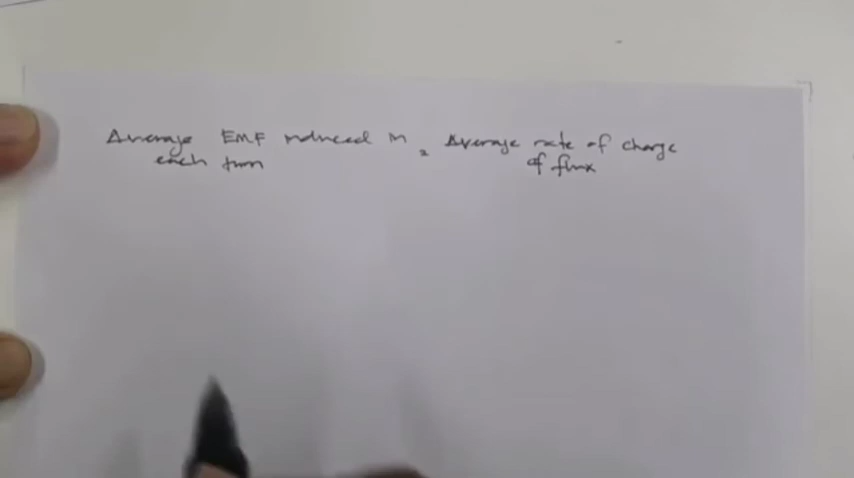 Average EMF induced in = Average rate of change
each turn of flux